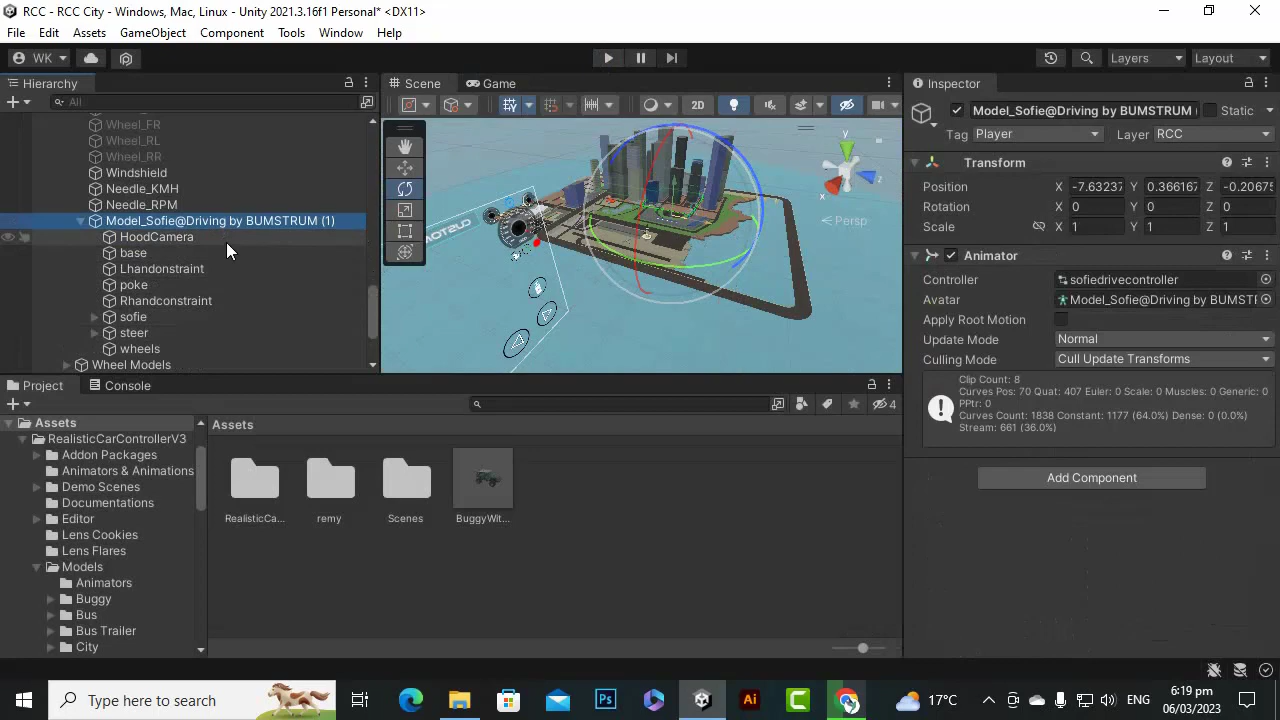 RCC - RCC City - Windows, Mac, Linux - Unity 2021.3.16f1 Personal* <DX11>
File Edit Assets GameObject Component Tools Window Help
WK Layers Layout
Hierarchy Scene Game Inspector
All 2D
Wheel_FR
Wheel_RL
Wheel_RR
Windshield
Needle_KMH
Needle_RPM
Model_Sofie@Driving by BUMSTRUM (1)
HoodCamera
base
Lhandonstraint
poke
Rhandconstraint
sofie
steer
wheels
Wheel Models
y
z
x
Persp
Model_Sofie@Driving by BUMSTRUM Static
Tag Player Layer RCC
Transform
Position X -7.63237 Y 0.366167 Z -0.20675
Rotation X 0 Y 0 Z 0
Scale X 1 Y 1 Z 1
Animator
Controller sofiedrivecontroller
Avatar Model_Sofie@Driving by BUMSTR
Apply Root Motion
Update Mode Normal
Culling Mode Cull Update Transforms
Clip Count: 8
Curves Pos: 70 Quat: 407 Euler: 0 Scale: 0 Muscles: 0 Generic: 0
PPtr: 0
Curves Count: 1838 Constant: 1177 (64.0%) Dense: 0 (0.0%)
Stream: 661 (36.0%)
Add Component
Project Console
4
Assets
RealisticCarControllerV3
Addon Packages
Animators & Animations
Demo Scenes
Documentations
Editor
Lens Cookies
Lens Flares
Models
Animators
Buggy
Bus
Bus Trailer
City
Assets
RealisticCa... remy Scenes BuggyWit...
Type here to search
Ps Ai C
17°C ENG
6:19 pm
06/03/2023